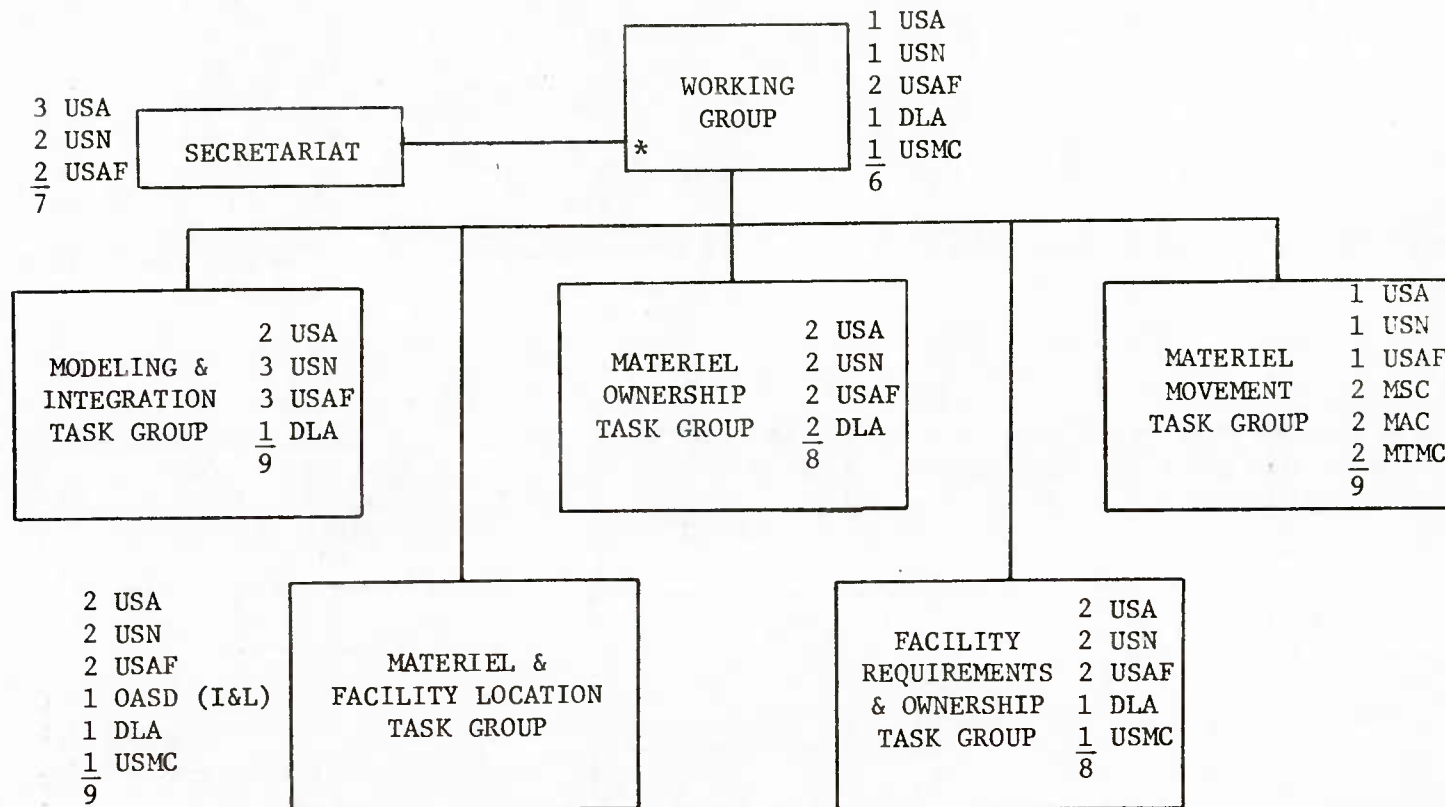 1 USA
1 USN
2 USAF
1 DLA
1 USMC
6
WORKING
GROUP
*
3 USA
2 USN
2 USAF
7
SECRETARIAT
MODELING &
INTEGRATION
TASK GROUP
2 USA
3 USN
3 USAF
1 DLA
9
MATERIEL
OWNERSHIP
TASK GROUP
2 USA
2 USN
2 USAF
2 DLA
8
MATERIEL
MOVEMENT
TASK GROUP
1 USA
1 USN
1 USAF
2 MSC
2 MAC
2 MTMC
9
2 USA
2 USN
2 USAF
1 OASD (I&L)
1 DLA
1 USMC
9
MATERIEL &
FACILITY LOCATION
TASK GROUP
FACILITY
REQUIREMENTS
& OWNERSHIP
TASK GROUP
2 USA
2 USN
2 USAF
1 DLA
1 USMC
8